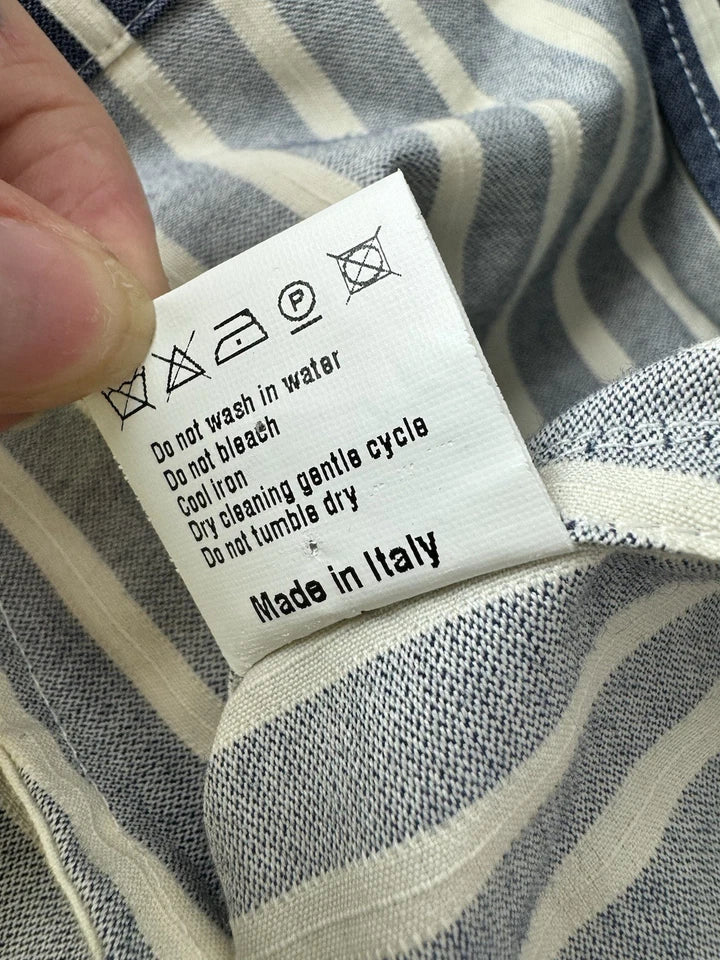 P
Do not wash in water
Do not bleach
Cool iron
Dry cleaning gentle cycle
Do not tumble dry
Made in Italy